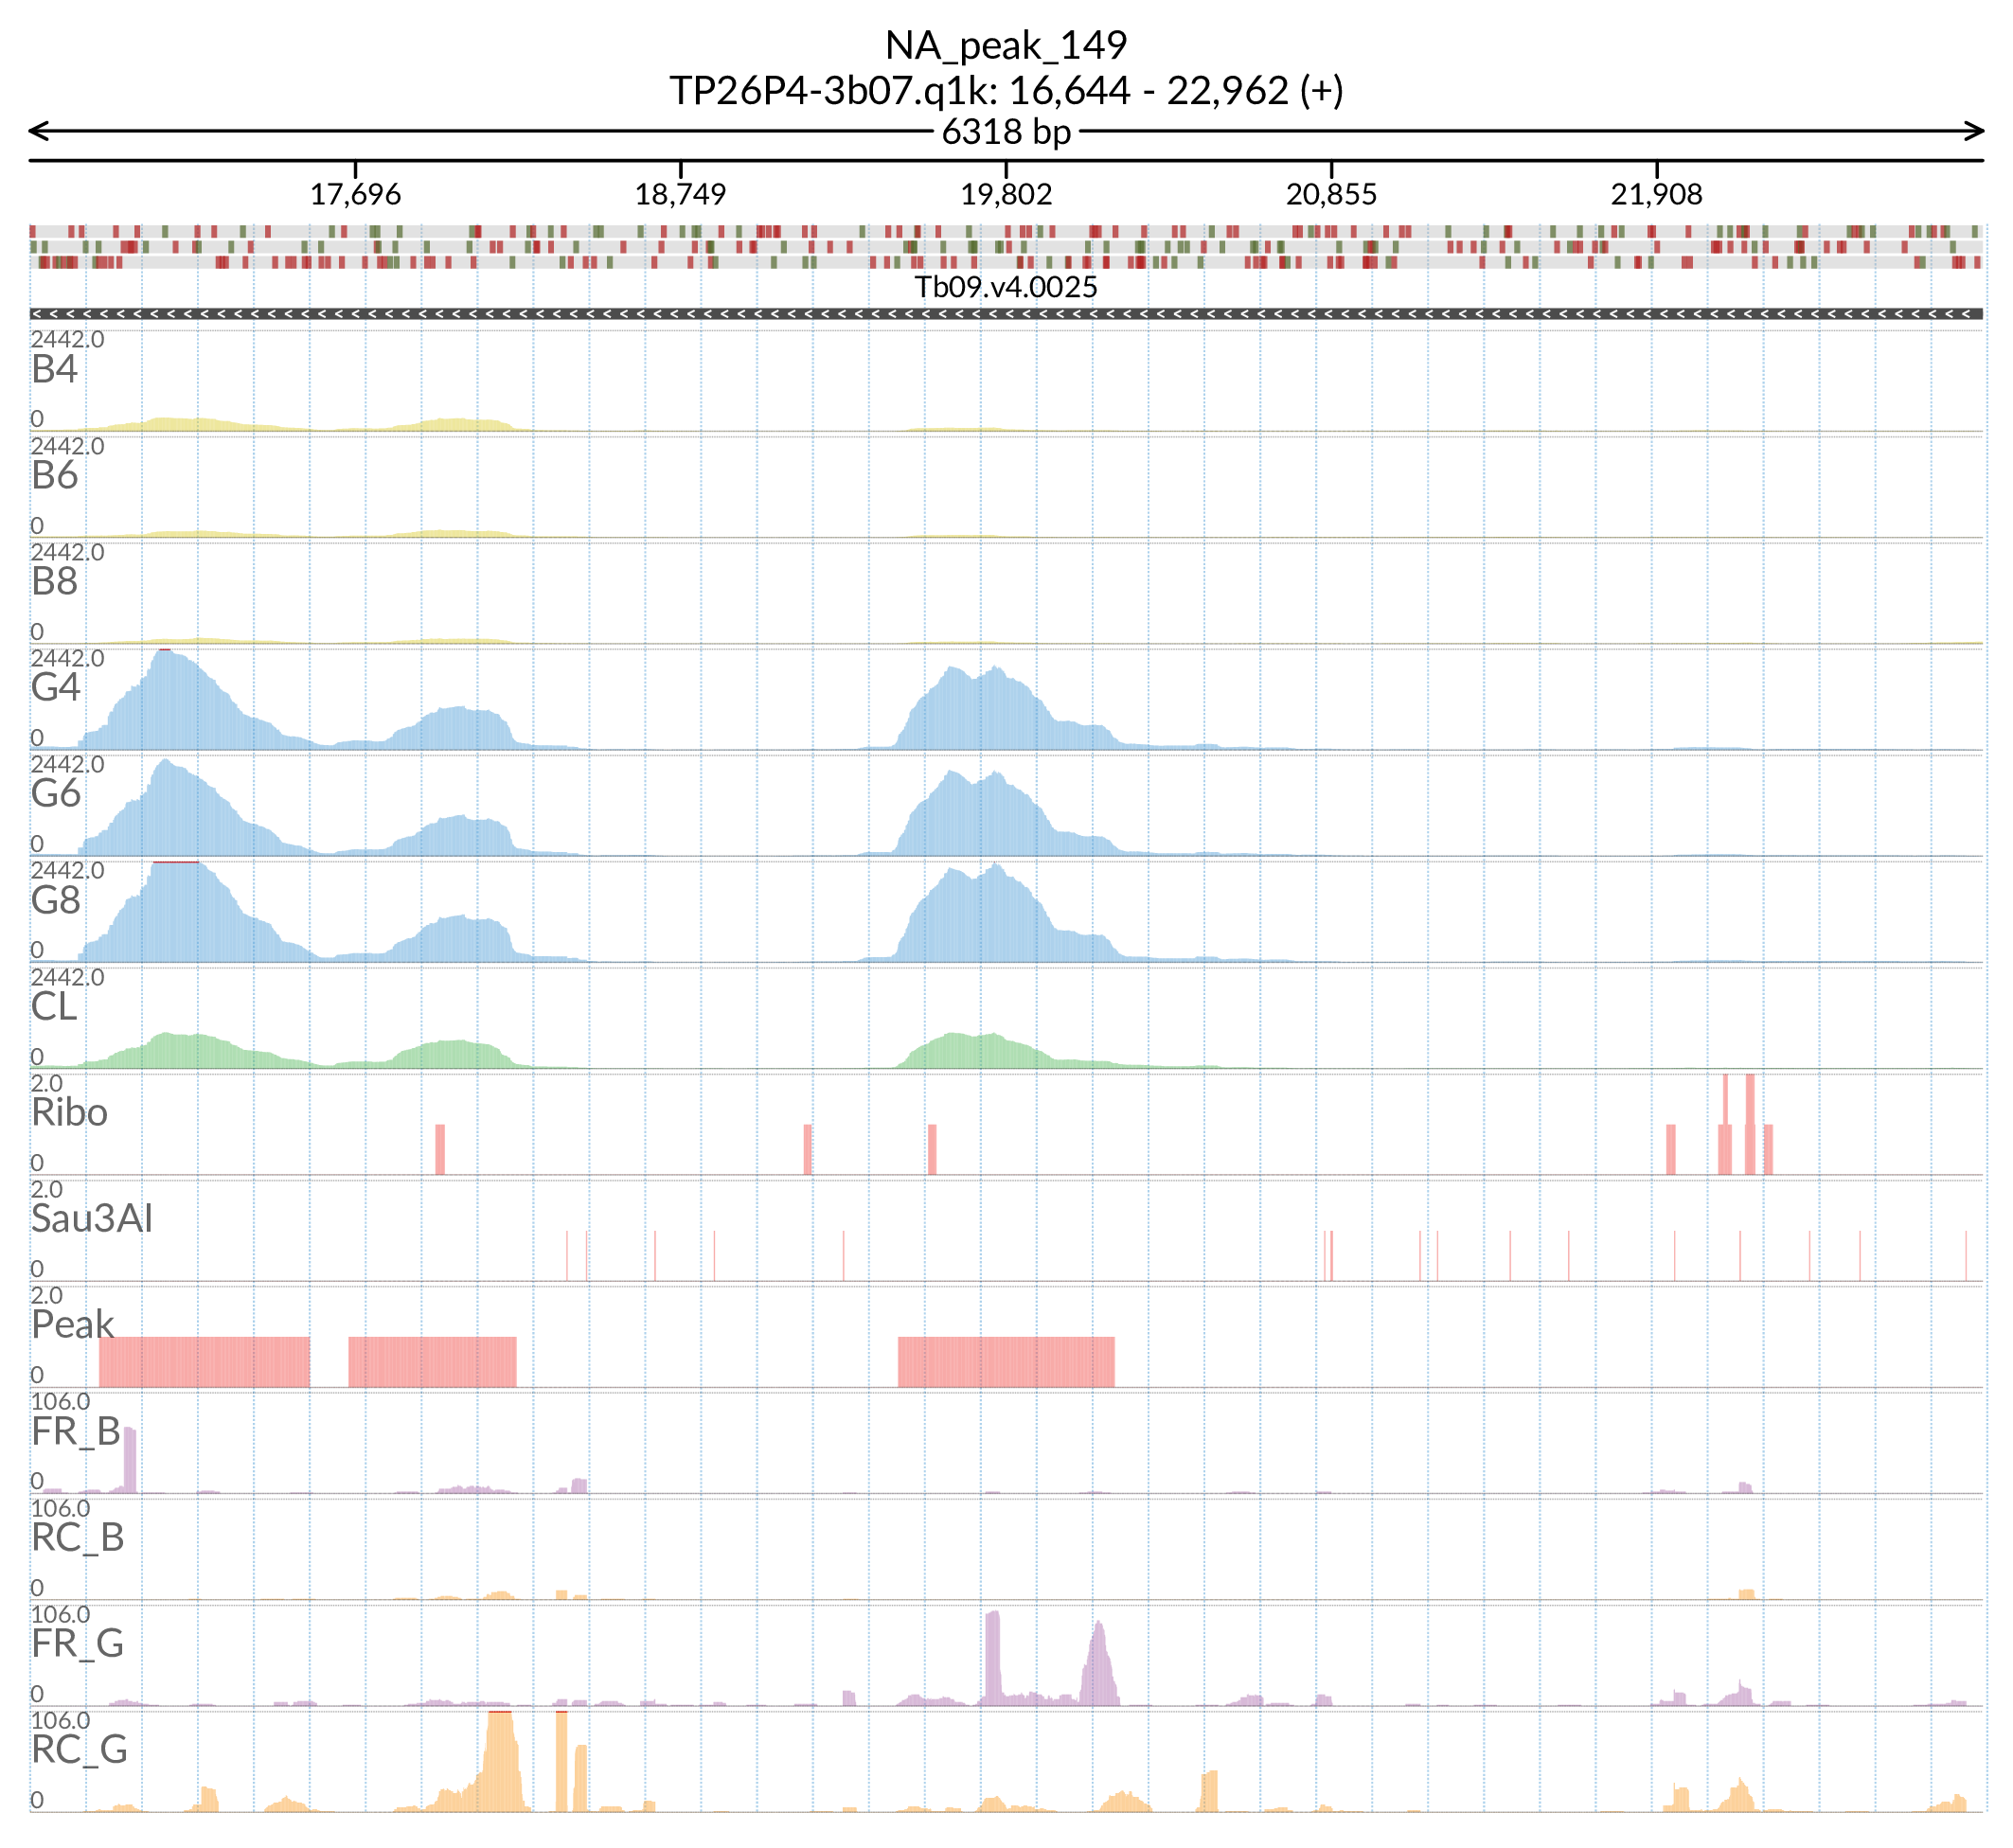 NA_peak_149
TP26P4-3b07.q1k: 16,644 - 22,962 (+)
6318 bp
17,696 18,749 19,802 20,855 21,908
Tb09.v4.0025
2442.0
B4
0
2442.0
B6
0
2442.0
B8
0
2442.0
G4
0
2442.0
G6
0
2442.0
G8
0
2442.0
CL
0
2.0
Ribo
0
2.0
Sau3AI
0
2.0
Peak
0
106.0
FR_B
0
106.0
RC_B
0
106.0
FR_G
0
106.0
RC_G
0